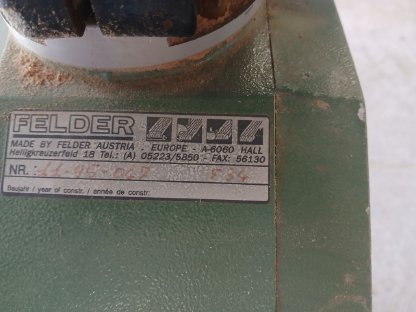 FELDER
MADE BY FELDER AUSTRIA . EUROPE - A-6060 HALL
Heiligkreuzerfeld 18 Tel.: (A) 05223/5850 - FAX: 56130
NR.:
Baujahr / year of constr. / année de constr: